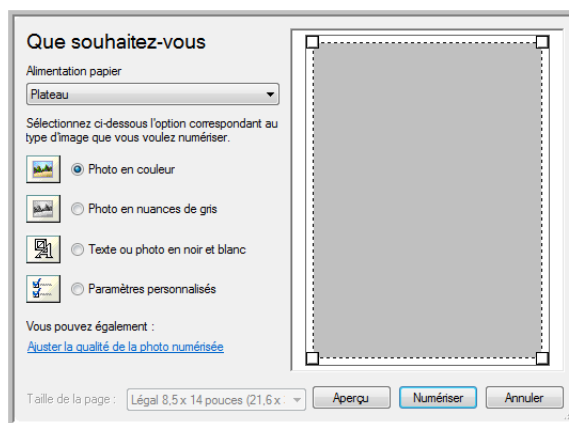 Que souhaitez-vous
Alimentation papier
Plateau
Sélectionnez ci-dessous l'option correspondant au
type d'image que vous voulez numériser.
Photo en couleur
Photo en nuances de gris
Texte ou photo en noir et blanc
Paramètres personnalisés
Vous pouvez également :
Ajuster la qualité de la photo numérisée
Taille de la page : Légal 8,5 x 14 pouces (21,6 x Aperçu Numériser Annuler